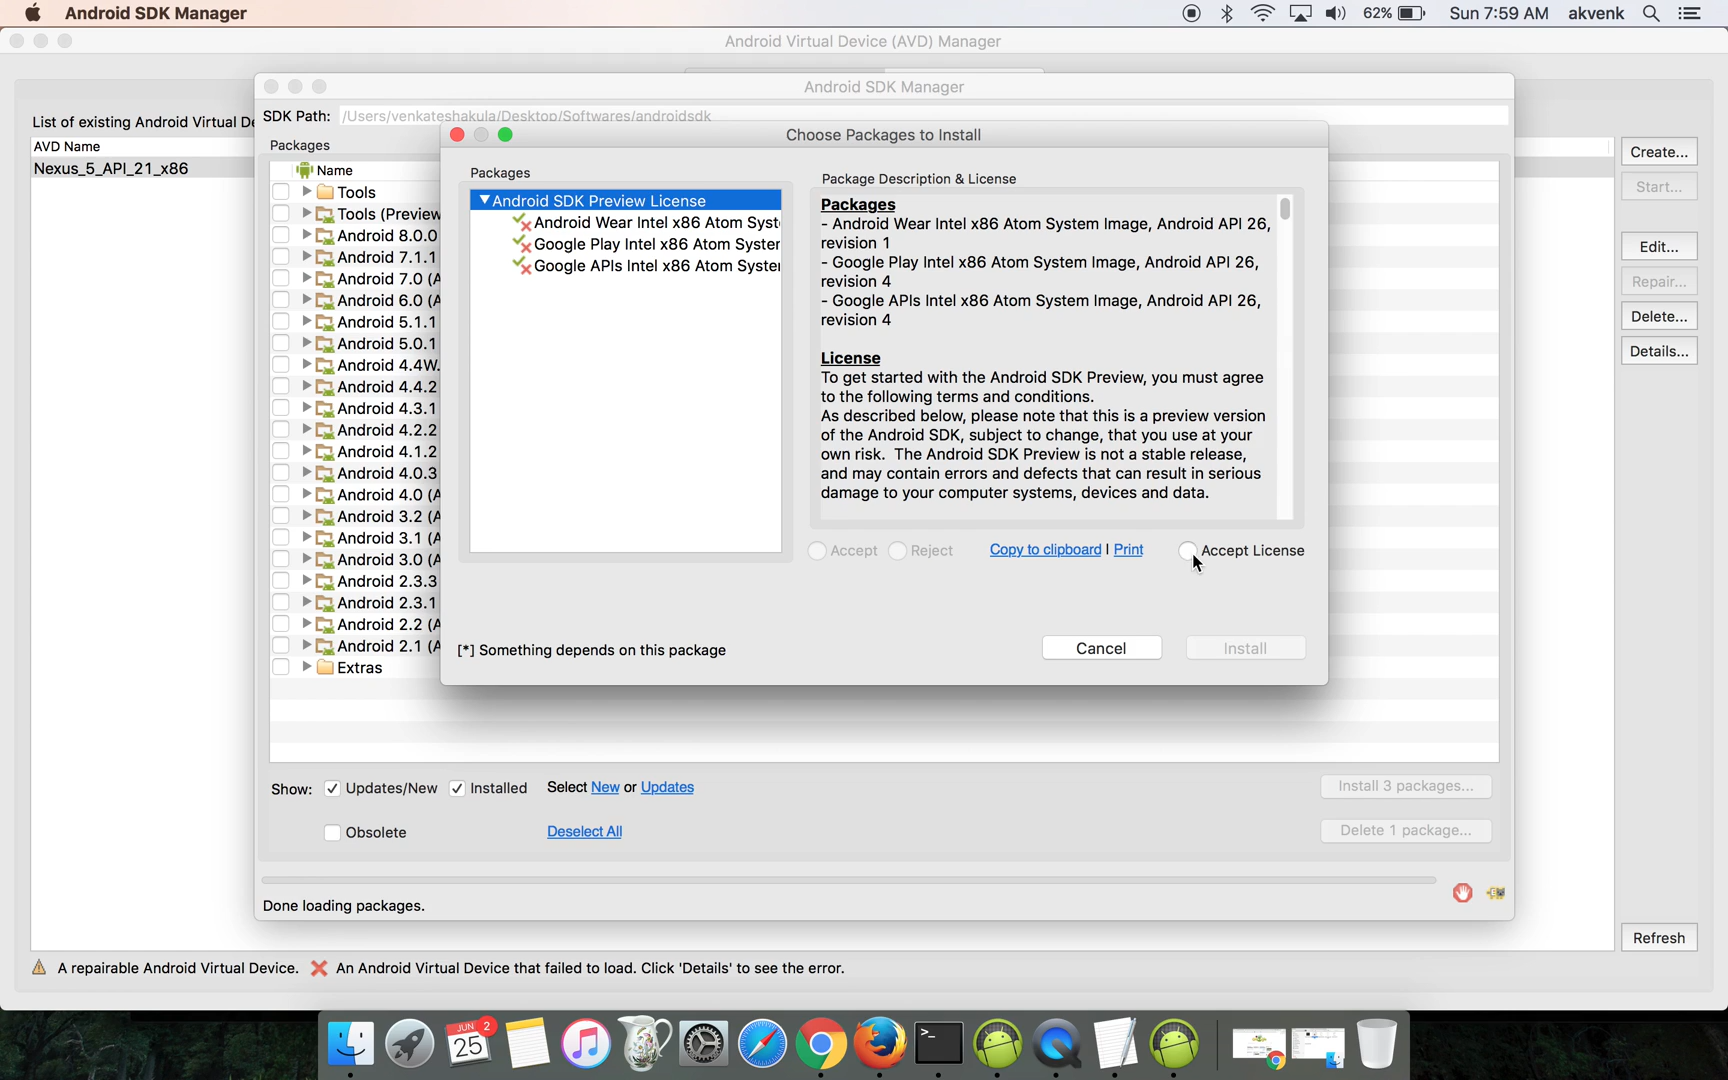 Android SDK Manager
62%
Sun 7:59 AM
akvenk
Android Virtual Device (AVD) Manager
Android SDK Manager
List of existing Android Virtual De
SDK Path:
/Users/venkateshakula/Desktop/Softwares/androidsdk
AVD Name
Nexus_5_API_21_x86
Packages
Name
Tools
Tools (Preview
Android 8.0.0
Android 7.1.1
Android 7.0 (A
Android 6.0 (A
Android 5.1.1
Android 5.0.1
Android 4.4W.
Android 4.4.2
Android 4.3.1
Android 4.2.2
Android 4.1.2
Android 4.0.3
Android 4.0 (A
Android 3.2 (A
Android 3.1 (A
Android 3.0 (A
Android 2.3.3
Android 2.3.1
Android 2.2 (A
Android 2.1 (A
Extras
Choose Packages to Install
Packages
Android SDK Preview License
Android Wear Intel x86 Atom Syst
Google Play Intel x86 Atom System
Google APIs Intel x86 Atom System
Package Description & License
Packages
- Android Wear Intel x86 Atom System Image, Android API 26,
revision 1
- Google Play Intel x86 Atom System Image, Android API 26,
revision 4
- Google APIs Intel x86 Atom System Image, Android API 26,
revision 4
License
To get started with the Android SDK Preview, you must agree
to the following terms and conditions.
As described below, please note that this is a preview version
of the Android SDK, subject to change, that you use at your
own risk.  The Android SDK Preview is not a stable release,
and may contain errors and defects that can result in serious
damage to your computer systems, devices and data.
Accept
Reject
Copy to clipboard | Print
Accept License
[*] Something depends on this package
Cancel
Install
Create...
Start...
Edit...
Repair...
Delete...
Details...
Show:
Updates/New
Installed
Select New or Updates
Install 3 packages...
Obsolete
Deselect All
Delete 1 package...
Done loading packages.
Refresh
A repairable Android Virtual Device.
An Android Virtual Device that failed to load. Click 'Details' to see the error.
JUN
2
25